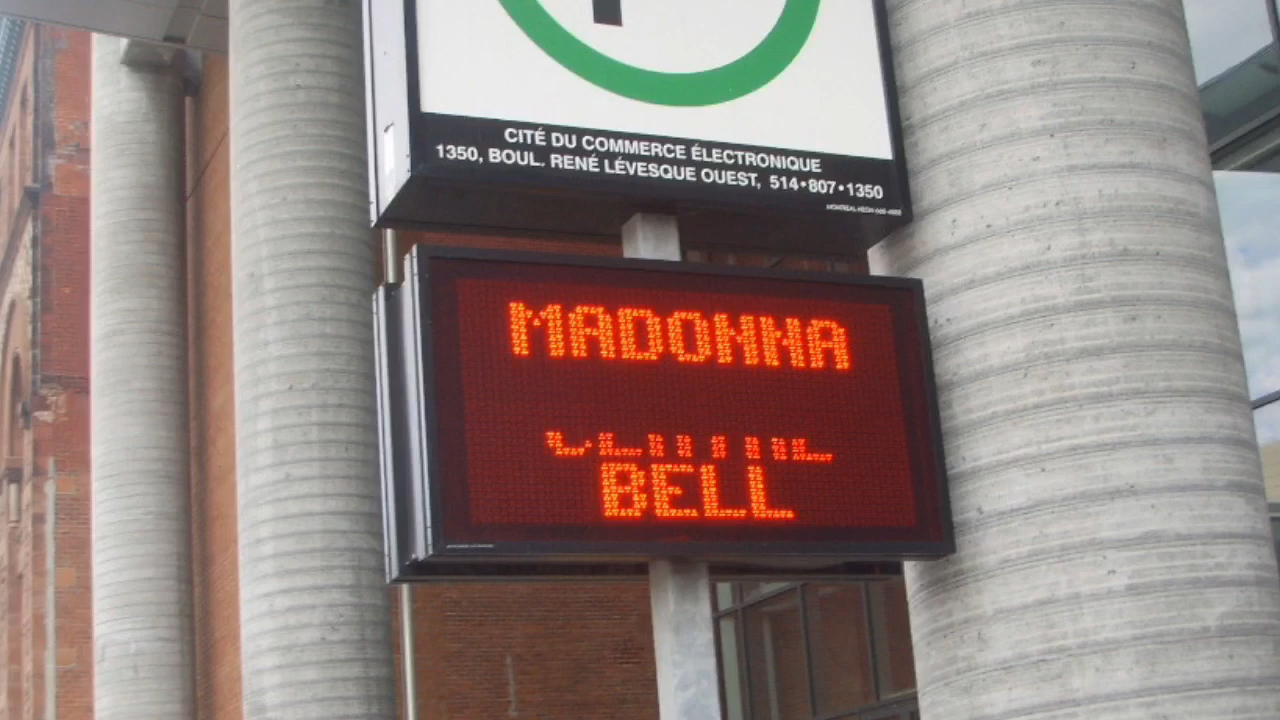 CITÉ DU COMMERCE ÉLECTRONIQUE
1350, BOUL. RENÉ LÉVESQUE OUEST, 514•807•1350
MADONNA
BELL